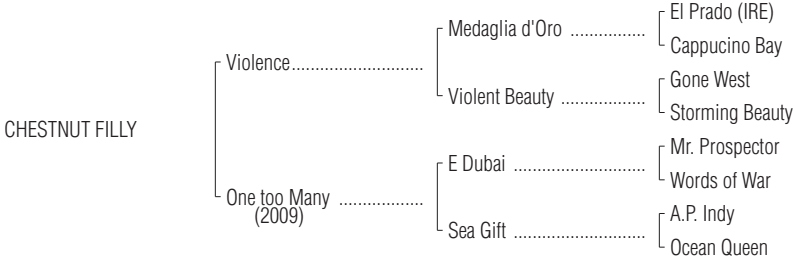 El Prado (IRE)
Medaglia d'Oro ................
Cappucino Bay
Violence............................
Gone West
Violent Beauty ..................
Storming Beauty
CHESTNUT FILLY
Mr. Prospector
E Dubai ............................
Words of War
One too Many ..................
(2009)
A.P. Indy
Sea Gift ............................
Ocean Queen